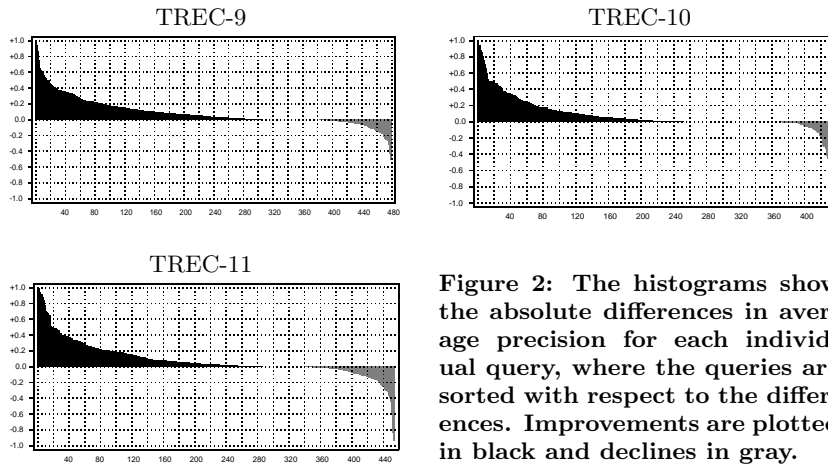 TREC-9
+1.0
+0.8
+0.6
+0.4
+0.2
0.0
-0.2
-0.4
-0.6
-0.8
-1.0
40 80 120 160 200 240 280 320 360 400 440 480
TREC-10
+1.0
+0.8
+0.6
+0.4
+0.2
0.0
-0.2
-0.4
-0.6
-0.8
-1.0
40 80 120 160 200 240 280 320 360 400
TREC-11
+1.0
+0.8
+0.6
+0.4
+0.2
0.0
-0.2
-0.4
-0.6
-0.8
-1.0
40 80 120 160 200 240 280 320 360 400 440
Figure 2: The histograms show
the absolute differences in aver
age precision for each individ
ual query, where the queries ar
sorted with respect to the differ
ences. Improvements are plotted
in black and declines in gray.